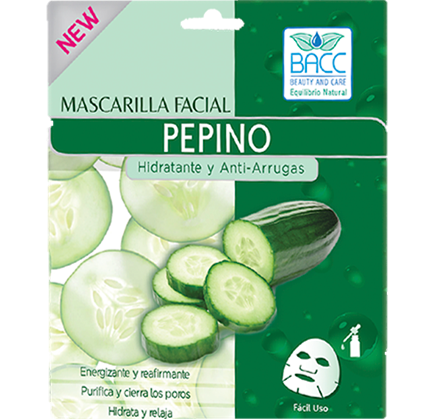 NEW
BACC
BEAUTY AND CARE
Equilibrio Natural
MASCARILLA FACIAL
PEPINO
Hidratante y Anti-Arrugas
Energizante y reafirmante
Purifica y cierra los poros
Hidrata y relaja
Fácil Uso